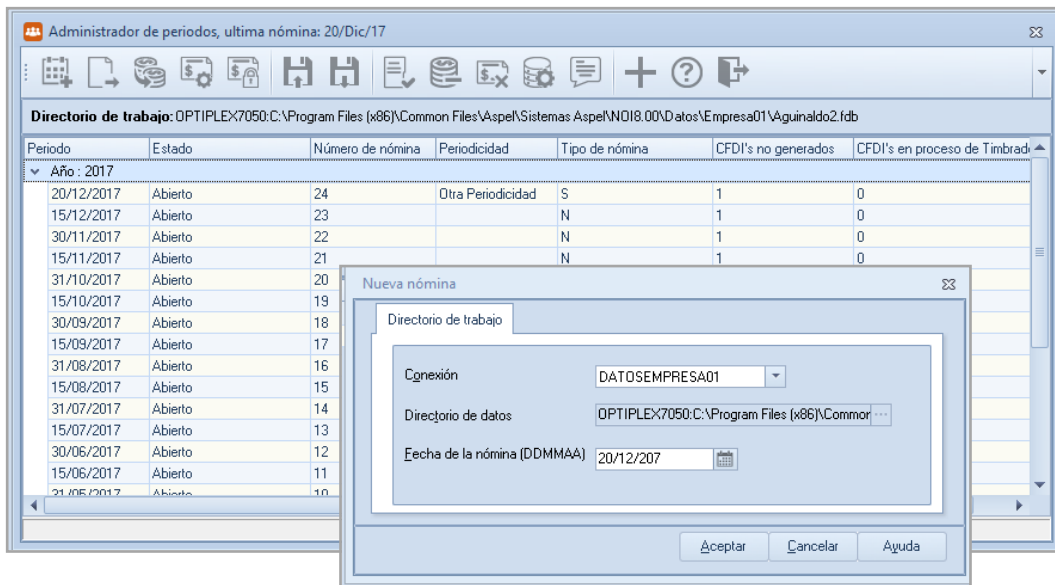 Administrador de periodos, ultima nómina: 20/Dic/17
Directorio de trabajo: OPTIPLEX7050:C:\Program Files (x86)\Common Files\Aspel\Sistemas Aspel\NOI8.00\Datos\Empresa01\Aguinaldo2.fdb
Periodo Estado Número de nómina Periodicidad Tipo de nómina CFDI's no generados CFDI's en proceso de Timbrad
Año : 2017
20/12/2017 Abierto 24 Otra Periodicidad S 1 0
15/12/2017 Abierto 23 N 1 0
30/11/2017 Abierto 22 N 1 0
15/11/2017 Abierto 21 N 1 0
31/10/2017 Abierto 20
15/10/2017 Abierto 19
30/09/2017 Abierto 18
15/09/2017 Abierto 17
31/08/2017 Abierto 16
15/08/2017 Abierto 15
31/07/2017 Abierto 14
15/07/2017 Abierto 13
30/06/2017 Abierto 12
15/06/2017 Abierto 11
31/05/2017 Abierto 10
Nueva nómina
Directorio de trabajo
Conexión DATOSEMPRESA01
Directorio de datos OPTIPLEX7050:C:\Program Files (x86)\Common ...
Fecha de la nómina (DDMMAA) 20/12/207
Aceptar Cancelar Ayuda